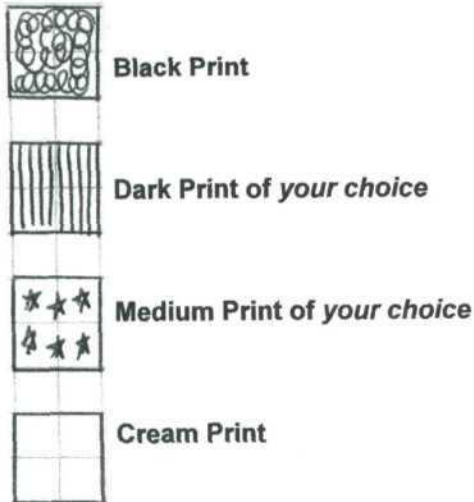 Black Print
Dark Print of your choice
Medium Print of your choice
Cream Print